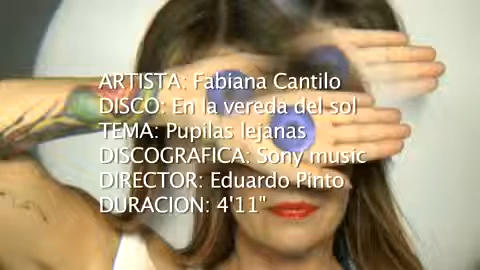 ARTISTA: Fabiana Cantilo
DISCO: En la vereda del sol
TEMA: Pupilas lejanas
DISCOGRAFICA: Sony music
DIRECTOR: Eduardo Pinto
DURACION: 4'11"